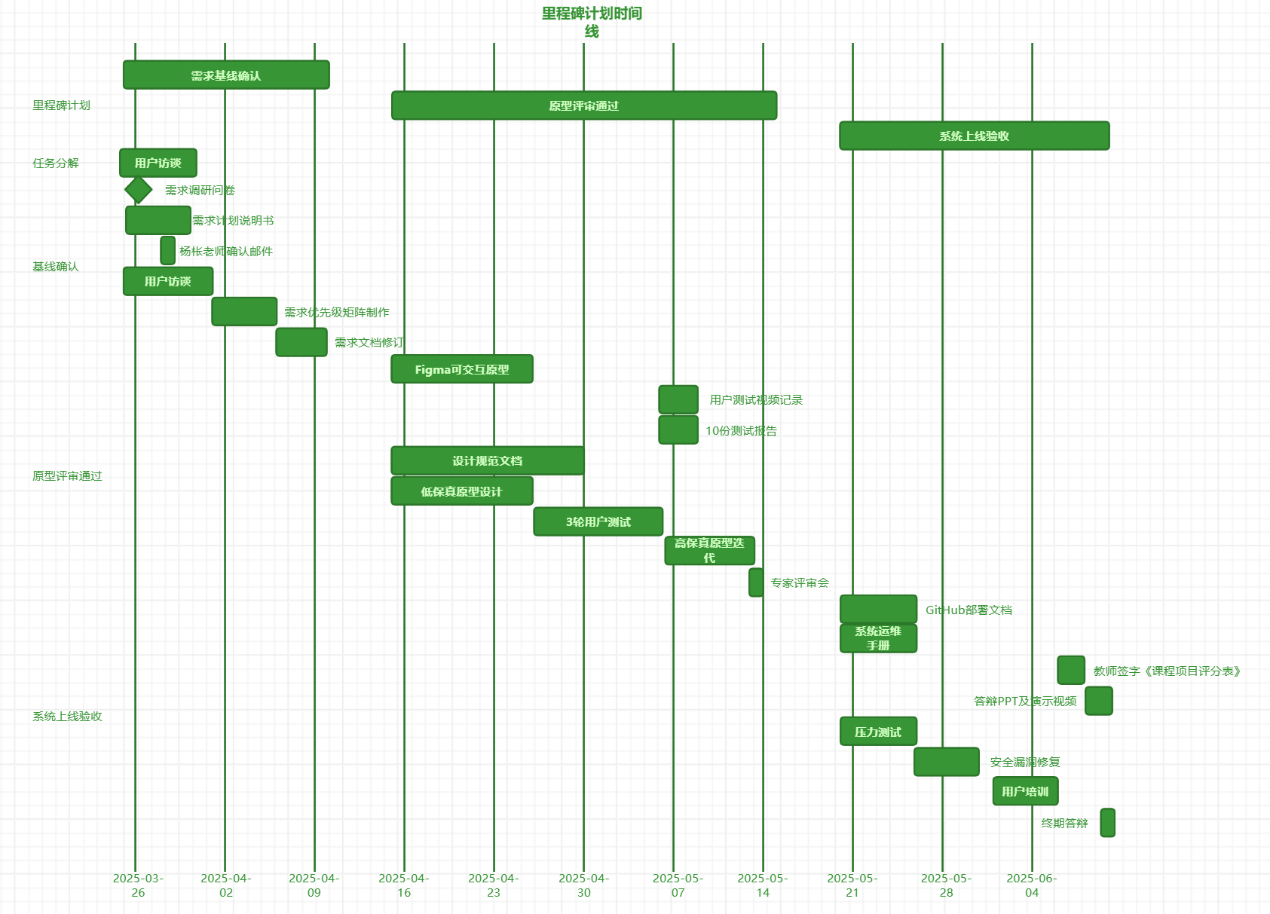 里程碑计划时间
线
需求基线确认
里程碑计划
原型评审通过
系统上线验收
任务分解
用户访谈
需求调研问卷
需求计划说明书
杨枨老师确认邮件
基线确认
用户访谈
需求优先级矩阵制作
需求文档修订
Figma可交互原型
用户测试视频记录
10份测试报告
设计规范文档
原型评审通过
低保真原型设计
3轮用户测试
高保真原型迭
代
专家评审会
GitHub部署文档
系统运维
手册
教师签字《课程项目评分表》
答辩PPT及演示视频
系统上线验收
压力测试
安全漏洞修复
用户培训
终期答辩
2025-03-
26
2025-04-
02
2025-04-
09
2025-04-
16
2025-04-
23
2025-04-
30
2025-05-
07
2025-05-
14
2025-05-
21
2025-05-
28
2025-06-
04